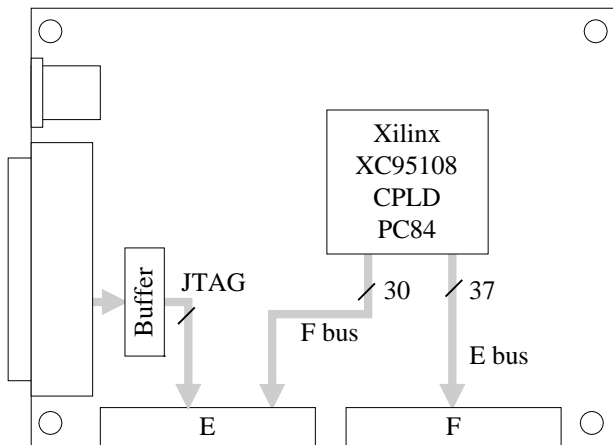 Xilinx
XC95108
CPLD
PC84
JTAG
30
37
Buffer
F bus
E bus
E
F